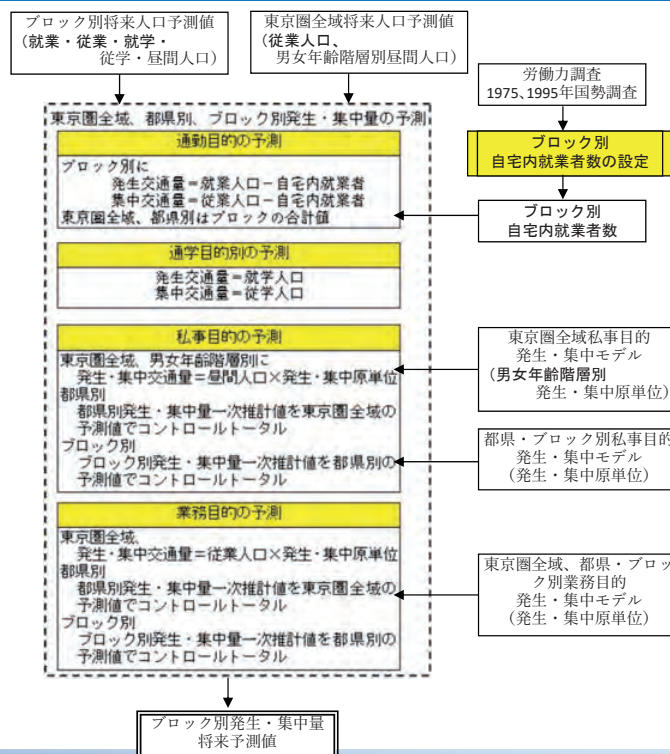 ブロック別将来人口予測値
(就業・従業・就学・
従学・昼間人口)
東京圏全域将来人口予測値
(従業人口、
男女年齢階層別昼間人口)
労働力調査
1975、1995年国勢調査
ブロック別
自宅内就業者数の設定
ブロック別
自宅内就業者数
東京圏全域、都県別、ブロック別発生・集中量の予測
通勤目的の予測
ブロック別に
発生交通量=就業人口-自宅内就業者
集中交通量=従業人口-自宅内就業者
東京圏全域、都県別はブロックの合計値
通学目的別の予測
発生交通量=就学人口
集中交通量=従学人口
私事目的の予測
東京圏全域、男女年齢階層別に
発生・集中交通量=昼間人口×発生・集中原単位
都県別
都県別発生・集中量一次推計値を東京圏全域の
予測値でコントロールトータル
ブロック別
ブロック別発生・集中量一次推計値を都県別の
予測値でコントロールトータル
東京圏全域私事目的
発生・集中モデル
(男女年齢階層別
発生・集中原単位)
都県・ブロック別私事目的
発生・集中モデル
(発生・集中原単位)
業務目的の予測
東京圏全域、
発生・集中交通量=従業人口×発生・集中原単位
都県別
都県別発生・集中量一次推計値を東京圏全域の
予測値でコントロールトータル
ブロック別
ブロック別発生・集中量一次推計値を都県別の
予測値でコントロールトータル
東京圏全域、都県・ブロッ
ク別業務目的
発生・集中モデル
(発生・集中原単位)
ブロック別発生・集中量
将来予測値